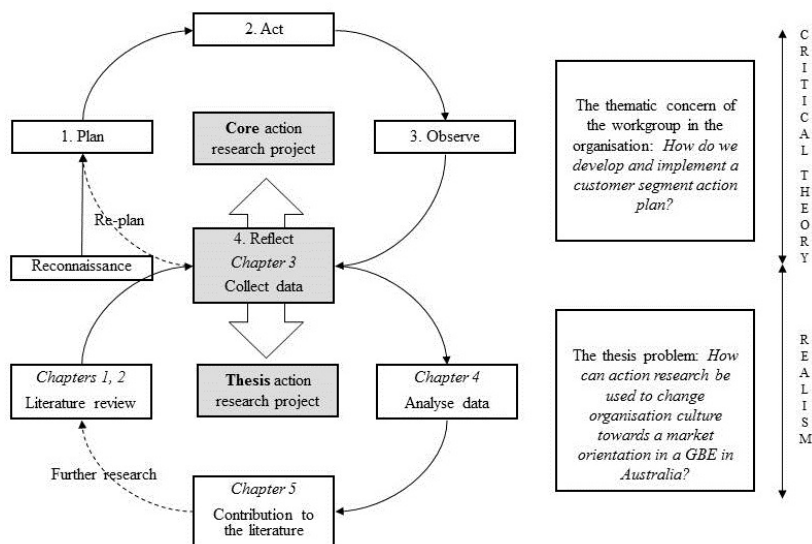 2. Act
1. Plan
Core action
research project
3. Observe
Re-plan
Reconnaissance
4. Reflect
Chapter 3
Collect data
Chapters 1, 2
Literature review
Thesis action
research project
Chapter 4
Analyse data
Further research
Chapter 5
Contribution to
the literature
The thematic concern of
the workgroup in the
organisation: How do we
develop and implement a
customer segment action
plan?
The thesis problem: How
can action research be
used to change
organisation culture
towards a market
orientation in a GBE in
Australia?
CRITICAL THEORY
REALISM